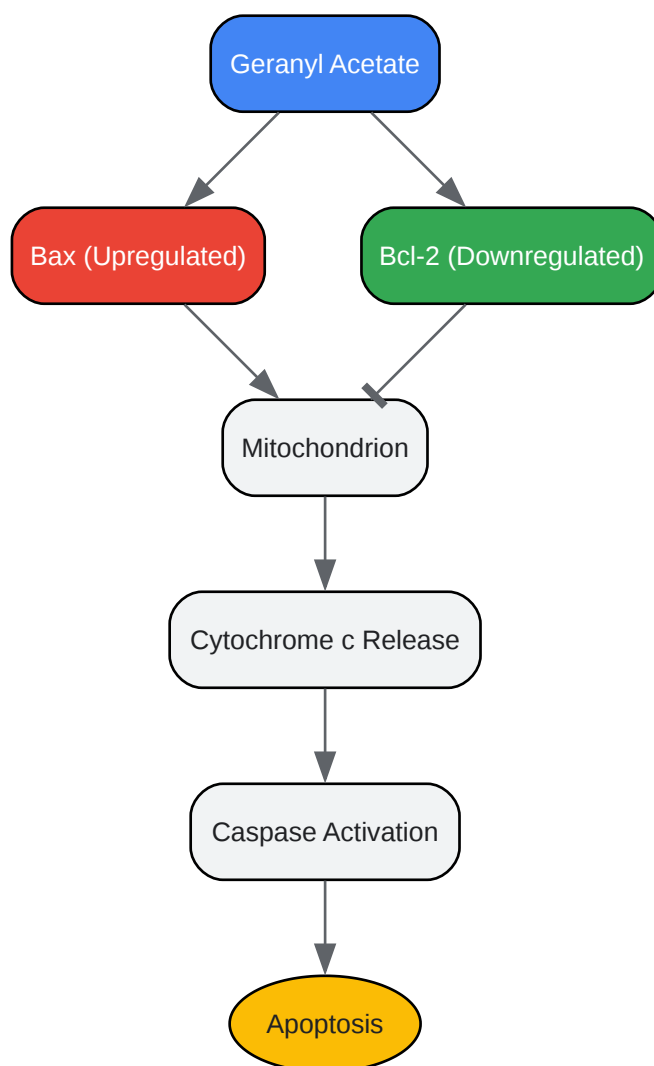 Geranyl Acetate
Bax (Upregulated)
Bcl-2 (Downregulated)
Mitochondrion
Cytochrome c Release
Caspase Activation
Apoptosis